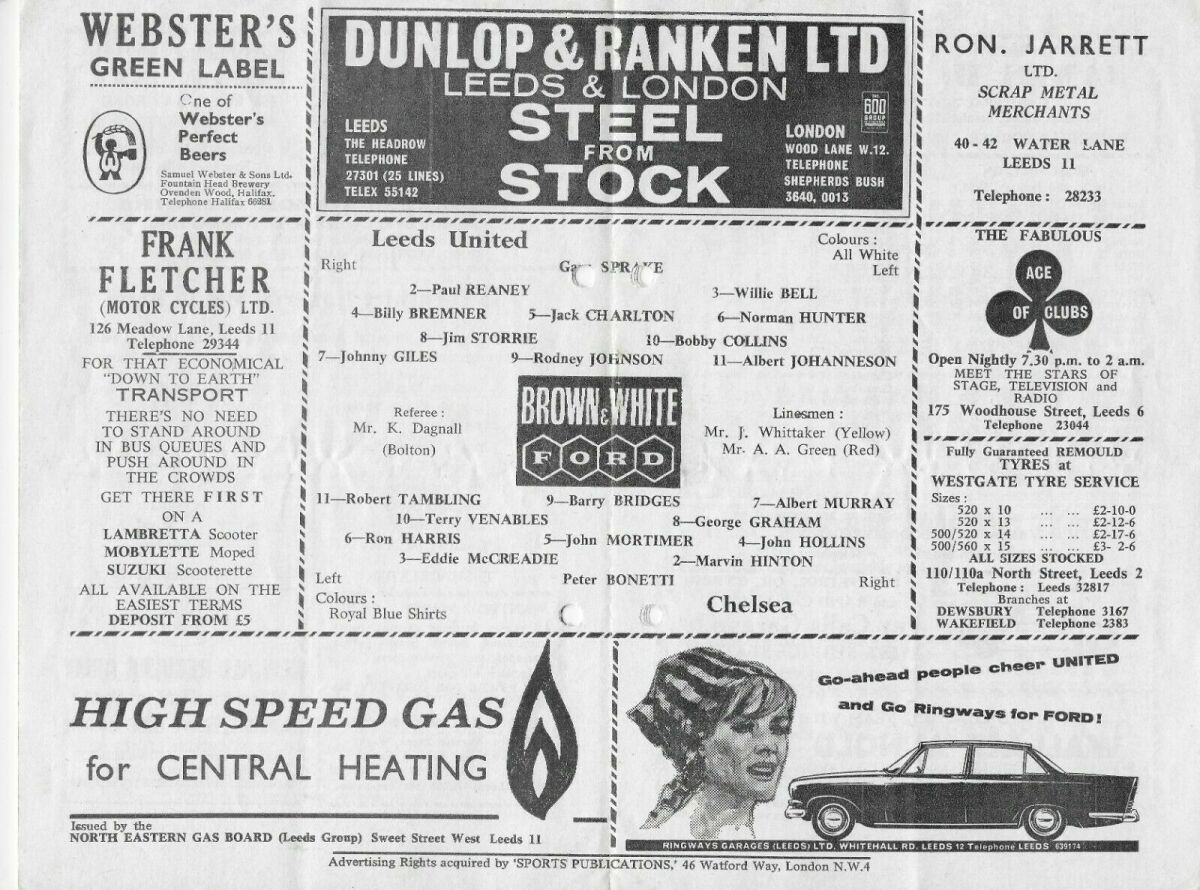 WEBSTER'S
GREEN LABEL
One of
Webster's
Perfect
Beers
Samuel Webster & Sons Ltd.
Fountain Head Brewery
Ovenden Wood, Halifax.
Telephone Halifax
DUNLOP & RANKEN LTD
LEEDS & LONDON
STEEL
FROM
STOCK
LEEDS
THE HEADROW
TELEPHONE
27301 (25 LINES)
TELEX 55142
THE
600
GROUP
LONDON
WOOD LANE W.12.
TELEPHONE
SHEPHERDS BUSH
3640, 0013
RON. JARRETT
LTD.
SCRAP METAL
MERCHANTS
40 - 42 WATER LANE
LEEDS 11
Telephone : 28233
FRANK
FLETCHER
(MOTOR CYCLES) LTD.
126 Meadow Lane, Leeds 11
Telephone 29344
FOR THAT ECONOMICAL
"DOWN TO EARTH"
TRANSPORT
THERE'S NO NEED
TO STAND AROUND
IN BUS QUEUES AND
PUSH AROUND IN
THE CROWDS
GET THERE FIRST
ON A
LAMBRETTA Scooter
MOBYLETTE Moped
SUZUKI Scooterette
ALL AVAILABLE ON THE
EASIEST TERMS
DEPOSIT FROM £5
Leeds United
Colours :
All White
Right
Left
SPRAKE
2—Paul REANEY 3—Willie BELL
4—Billy BREMNER 5—Jack CHARLTON 6—Norman HUNTER
8—Jim STORRIE 10—Bobby COLLINS
7—Johnny GILES 9—Rodney JOHNSON 11—Albert JOHANNESON
Referee :
Mr. K. Dagnall
(Bolton)
BROWN & WHITE
FORD
Linesmen :
Mr. J. Whittaker (Yellow)
Mr. A. A. Green (Red)
11—Robert TAMBLING 9—Barry BRIDGES 7—Albert MURRAY
10—Terry VENABLES 8—George GRAHAM
6—Ron HARRIS 5—John MORTIMER 4—John HOLLINS
3—Eddie McCREADIE 2—Marvin HINTON
Left Peter BONETTI Right
Colours :
Royal Blue Shirts
Chelsea
THE FABULOUS
ACE
OF CLUBS
Open Nightly 7.30 p.m. to 2 a.m.
MEET THE STARS OF
STAGE, TELEVISION and
RADIO
175 Woodhouse Street, Leeds 6
Telephone 23044
Fully Guaranteed REMOULD
TYRES at
WESTGATE TYRE SERVICE
Sizes :
520 x 10 ... ... £2-10-0
520 x 13 ... ... £2-12-6
500/520 x 14 ... ... £2-17-6
500/560 x 15 ... ... £3- 2-6
ALL SIZES STOCKED
110/110a North Street, Leeds 2
Telephone : Leeds 32817
Branches at
DEWSBURY Telephone 3167
WAKEFIELD Telephone 2383
HIGH SPEED GAS
for CENTRAL HEATING
Issued by the
NORTH EASTERN GAS BOARD (Leeds Group) Sweet Street West Leeds 11
Go-ahead people cheer UNITED
and Go Ringways for FORD!
RINGWAYS GARAGES (LEEDS) LTD. WHITEHALL RD. LEEDS 12 Telephone LEEDS 639174
Advertising Rights acquired by 'SPORTS PUBLICATIONS,' 46 Watford Way, London N.W.4